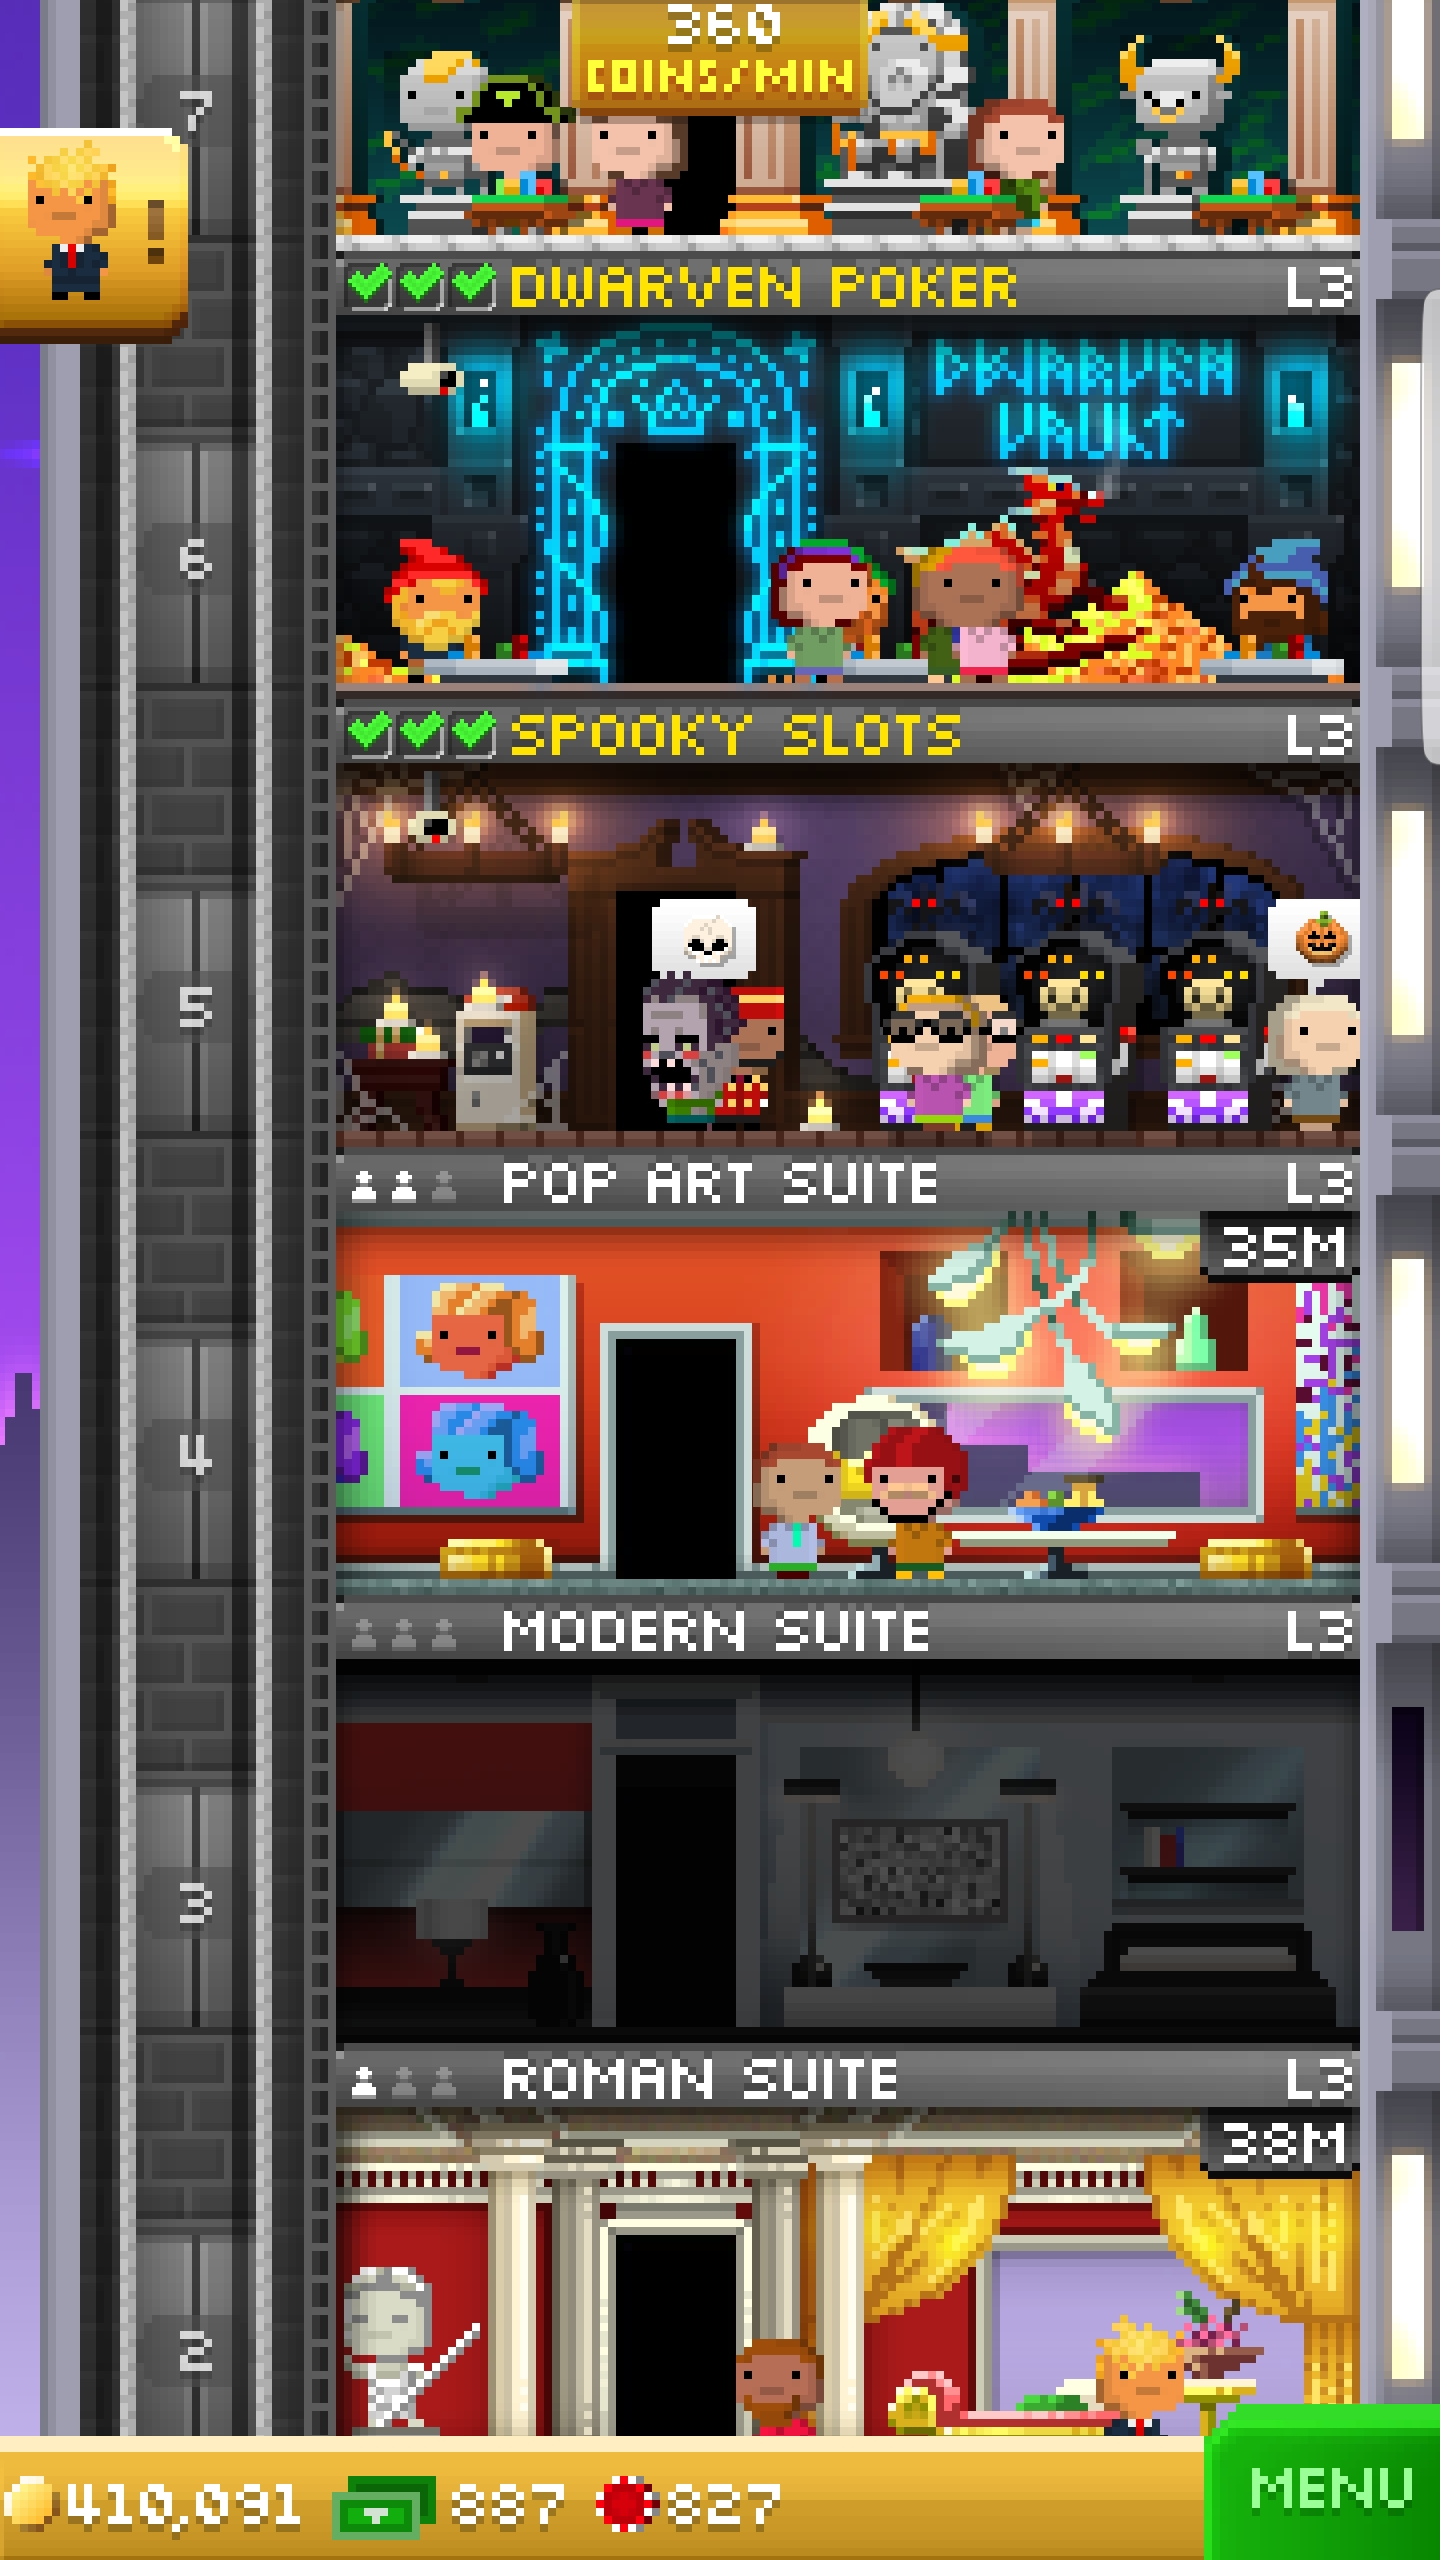 360
COINS/MIN
7
!
DWARVEN POKER L3
DWARVEN
VAULT
6
SPOOKY SLOTS L3
5
POP ART SUITE L3
35M
4
MODERN SUITE L3
3
ROMAN SUITE L3
38M
2
410,091 887 827
MENU